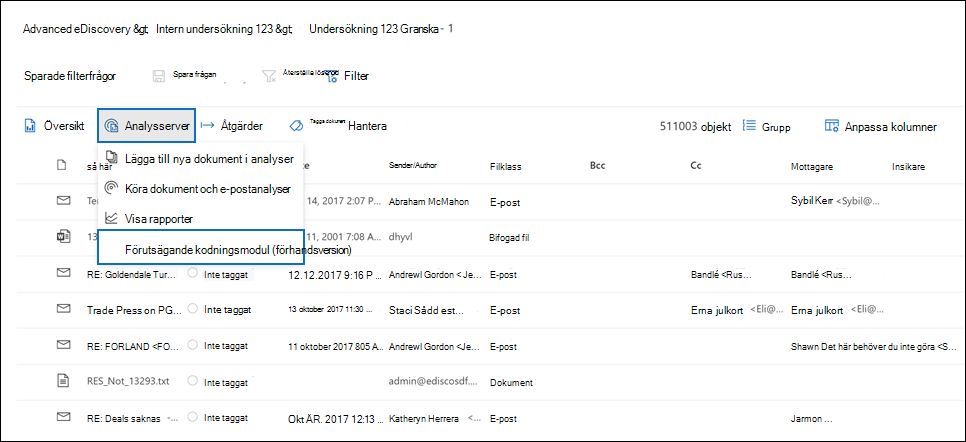 Advanced eDiscovery &gt; Intern undersökning 123 &gt; Undersökning 123 Granska - 1
Sparade filterfrågor Spara frågan Återställa Filter
Översikt Analysserver Åtgärder Tagga dokument Hantera 511003 objekt Grupp Anpassa kolumner
så här Sender/Author Filklass Bcc Cc Mottagare Insikare
Lägga till nya dokument i analyser
Köra dokument och e-postanalyser
Visa rapporter
Förutsägande kodningsmodul (förhandsversion)
14, 2017 2:07 P... Abraham McMahon E-post Sybil Kerr <Sybil@...
13 11, 2001 7:08 A... dhyvl Bifogad fil
RE: Goldendale Tur... Inte taggat 12.12.2017 9:16 P ... Andrewl Gordon <Je... E-post Bandlé <Rus... Bandlé <Rus...
Trade Press on PG... Inte taggat 13 oktober 2017 11:30 ... Staci Sådd est... E-post Erna julkort <Eli@... Erna julkort <Eli@...
RE: FORLAND <FO... Inte taggat 11 oktober 2017 805 A... Andrewl Gordon <Je... E-post Shawn Det här behöver du inte göra <S...
RES_Not_13293.txt Inte taggat admin@ediscosdf.... Dokument
RE: Deals saknas -... Inte taggat Okt ÄR. 2017 12:13 ... Katheryn Herrera <... E-post Jarmon ...